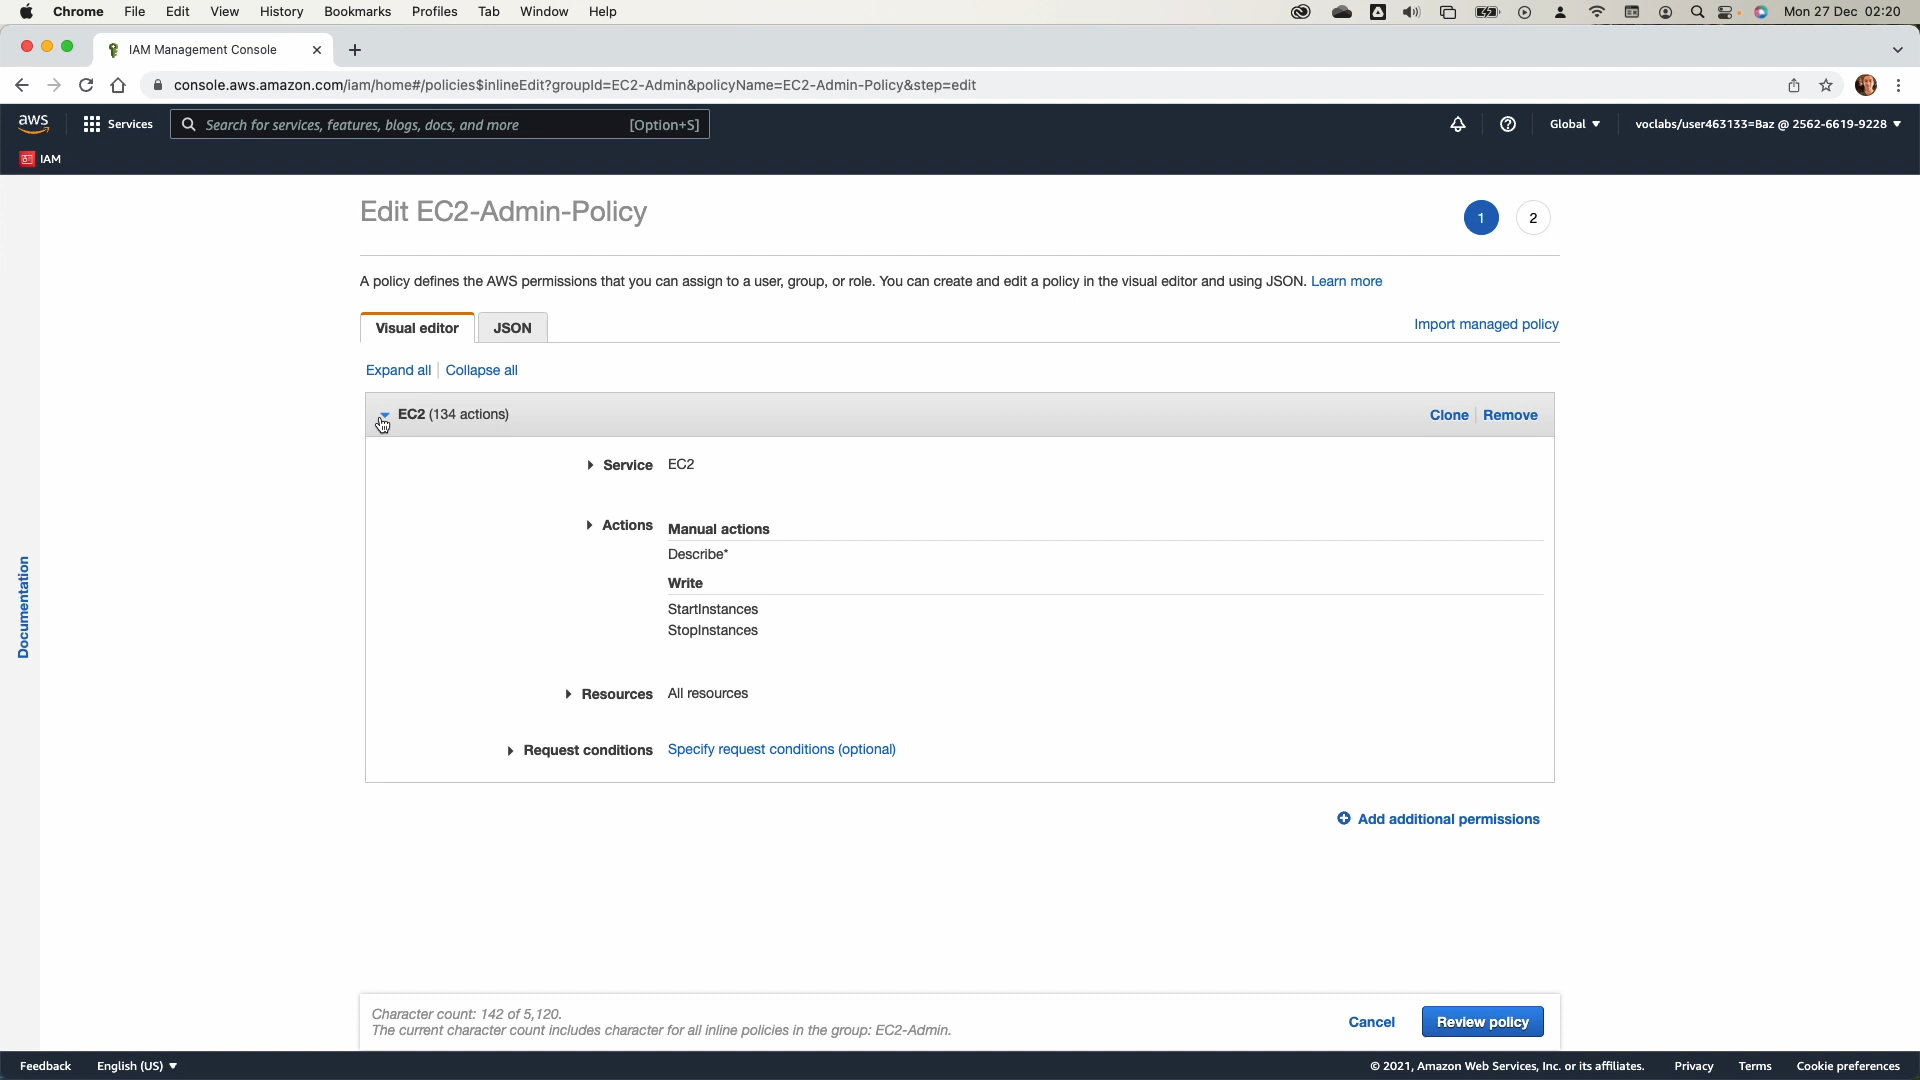 Chrome File Edit View History Bookmarks Profiles Tab Window Help Mon 27 Dec 02:20
IAM Management Console
console.aws.amazon.com/iam/home#/policies$inlineEdit?groupId=EC2-Admin&policyName=EC2-Admin-Policy&step=edit
aws Services Search for services, features, blogs, docs, and more [Option+S] Global voclabs/user463133=Baz @ 2562-6619-9228
IAM
Edit EC2-Admin-Policy
1 2
A policy defines the AWS permissions that you can assign to a user, group, or role. You can create and edit a policy in the visual editor and using JSON. Learn more
Visual editor JSON Import managed policy
Expand all Collapse all
EC2 (134 actions) Clone Remove
Service EC2
Actions Manual actions
Describe*
Write
StartInstances
StopInstances
Resources All resources
Request conditions Specify request conditions (optional)
Add additional permissions
Documentation
Character count: 142 of 5,120.
The current character count includes character for all inline policies in the group: EC2-Admin.
Cancel Review policy
Feedback English (US) © 2021, Amazon Web Services, Inc. or its affiliates. Privacy Terms Cookie preferences